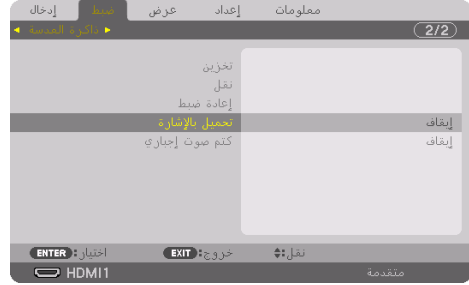 إدخال ضبط عرض إعداد معلومات
داكرة العدسة 2/2
تخزين
نقل
إعادة ضبط
تحميل بالإشارة إيقاف
كتم صوت إجباري إيقاف
ENTER: اختيار EXIT: خروج نقل:
HDMI1 متقدمة